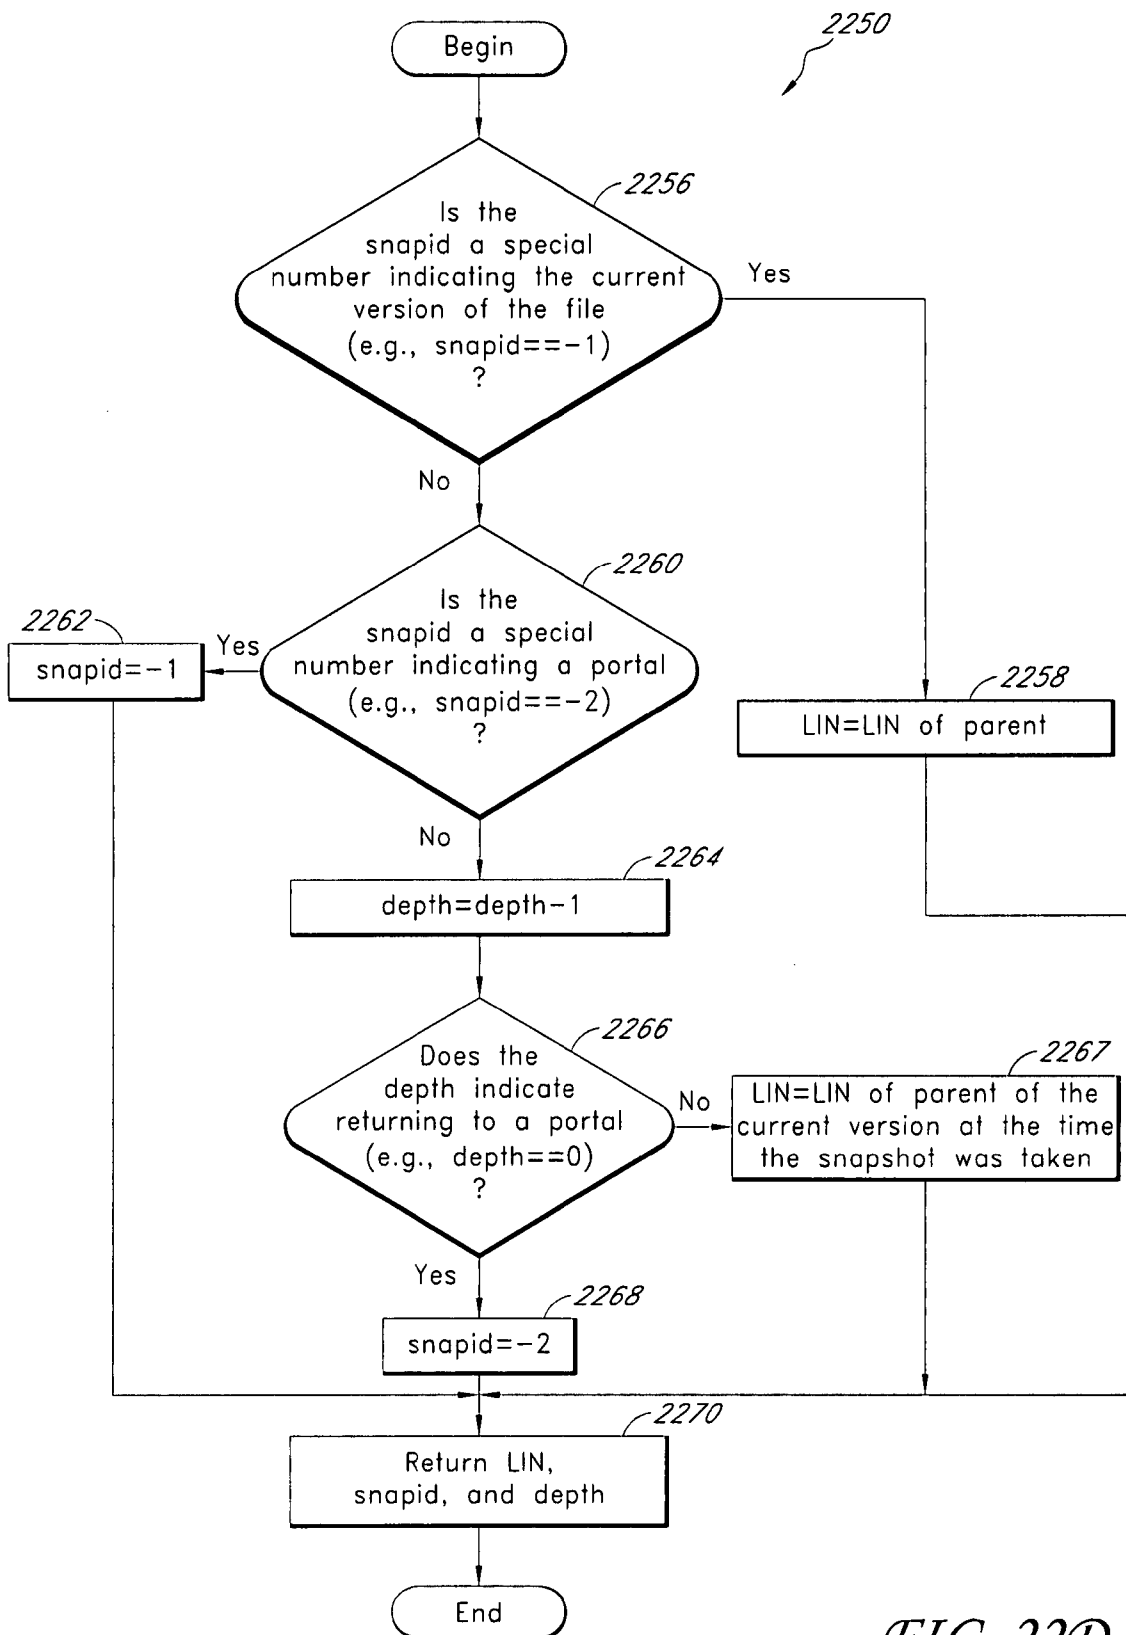 2250
Begin
2256
Is the
snapid a special
number indicating the current
version of the file
(e.g., snapid==-1)
?
Yes
No
2260
Is the
snapid a special
number indicating a portal
(e.g., snapid==-2)
?
Yes
2262
snapid=-1
2258
LIN=LIN of parent
No
2264
depth=depth-1
2266
Does the
depth indicate
returning to a portal
(e.g., depth==0)
?
No
2267
LIN=LIN of parent of the
current version at the time
the snapshot was taken
Yes
2268
snapid=-2
2270
Return LIN,
snapid, and depth
End